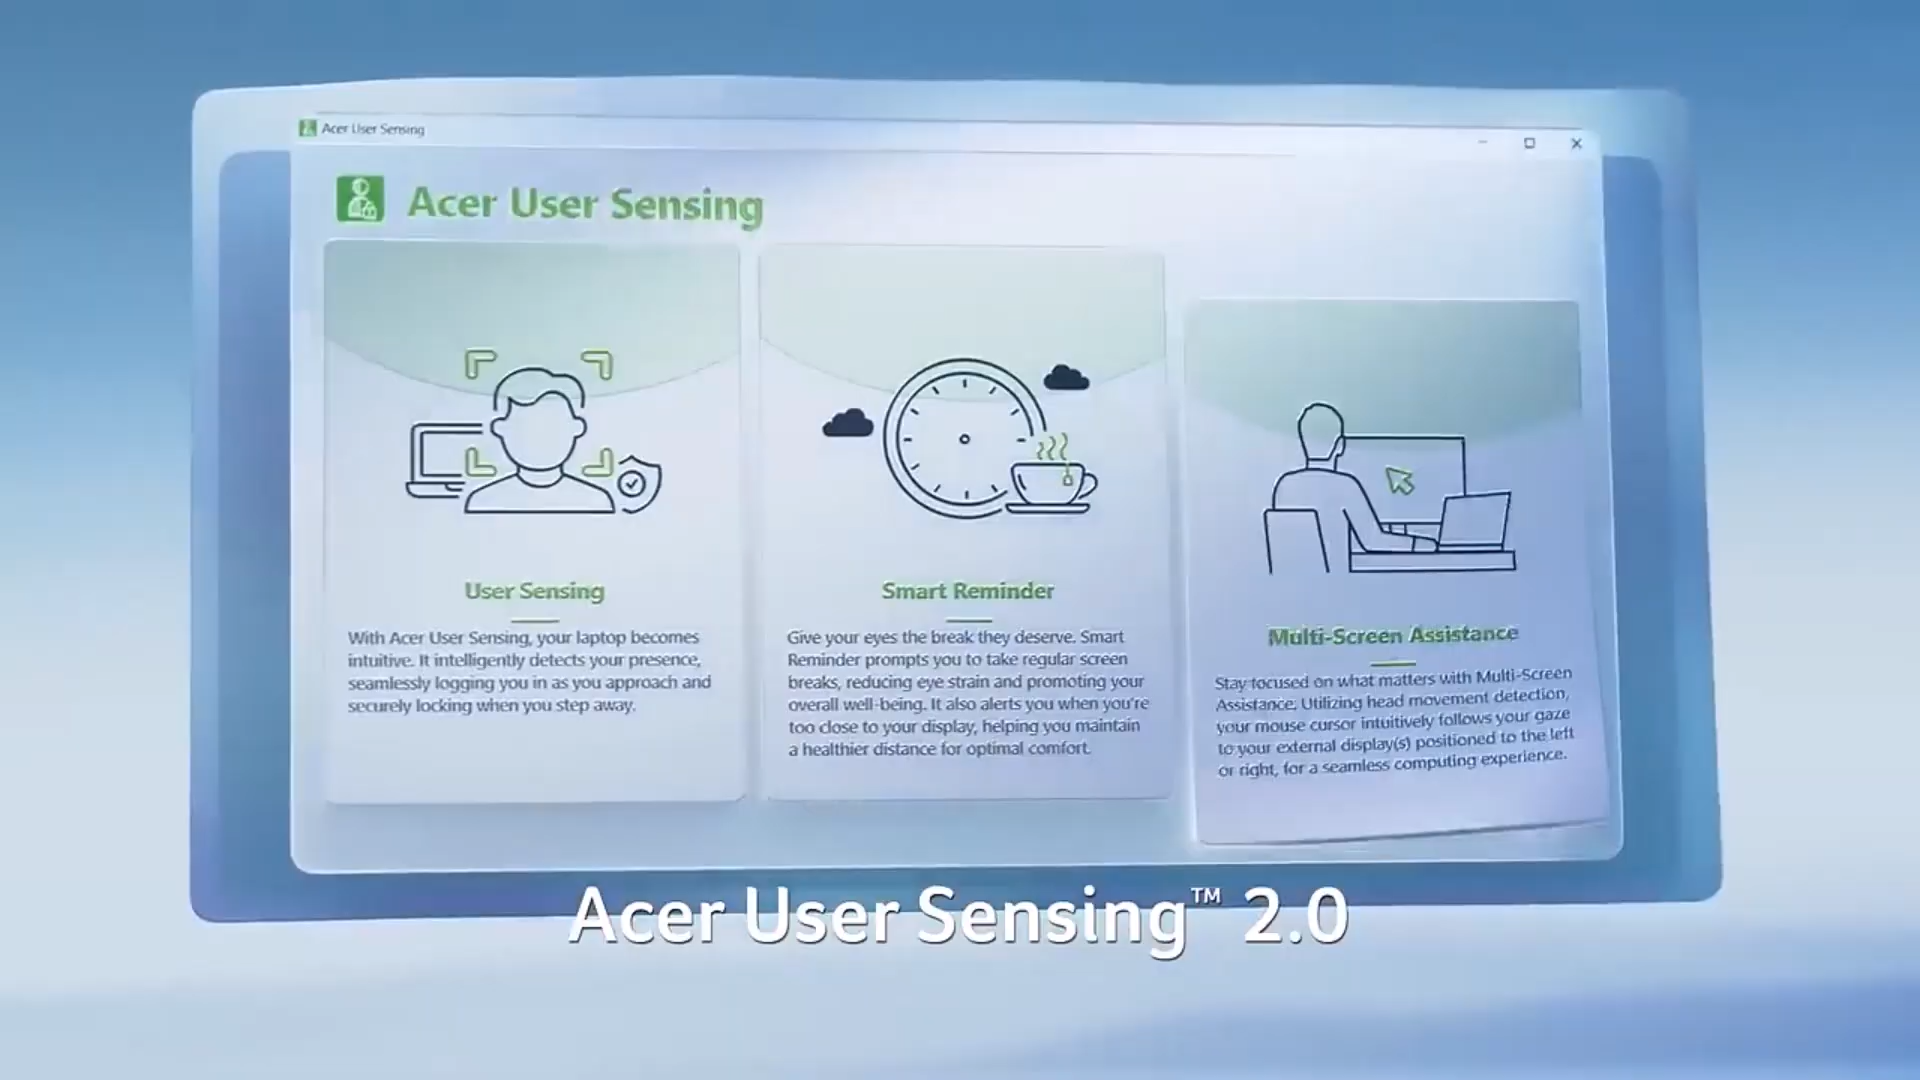 Acer User Sensing
Acer User Sensing
User Sensing
With Acer User Sensing, your laptop becomes
intuitive. It intelligently detects your presence,
seamlessly logging you in as you approach and
securely locking when you step away.
Smart Reminder
Give your eyes the break they deserve. Smart
Reminder prompts you to take regular screen
breaks, reducing eye strain and promoting your
overall well-being. It also alerts you when you're
too close to your display, helping you maintain
a healthier distance for optimal comfort.
Multi-Screen Assistance
Stay focused on what matters with Multi-Screen
Assistance. Utilizing head movement detection,
your mouse cursor intuitively follows your gaze
to your external display(s) positioned to the left
or right, for a seamless computing experience.
Acer User Sensing™ 2.0